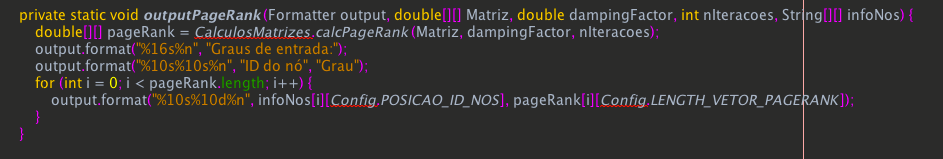 private static void outputPageRank(Formatter output, double[][] Matriz, double dampingFactor, int nIteracoes, String[][] infoNos) {
double[][] pageRank = CalculosMatrizes.calcPageRank(Matriz, dampingFactor, nIteracoes);
output.format("%16s%n", "Graus de entrada:");
output.format("%10s%10s%n", "ID do nó", "Grau");
for (int i = 0; i < pageRank.length; i++) {
output.format("%10s%10d%n", infoNos[i][Config.POSICAO_ID_NOS], pageRank[i][Config.LENGTH_VETOR_PAGERANK]);
}
}